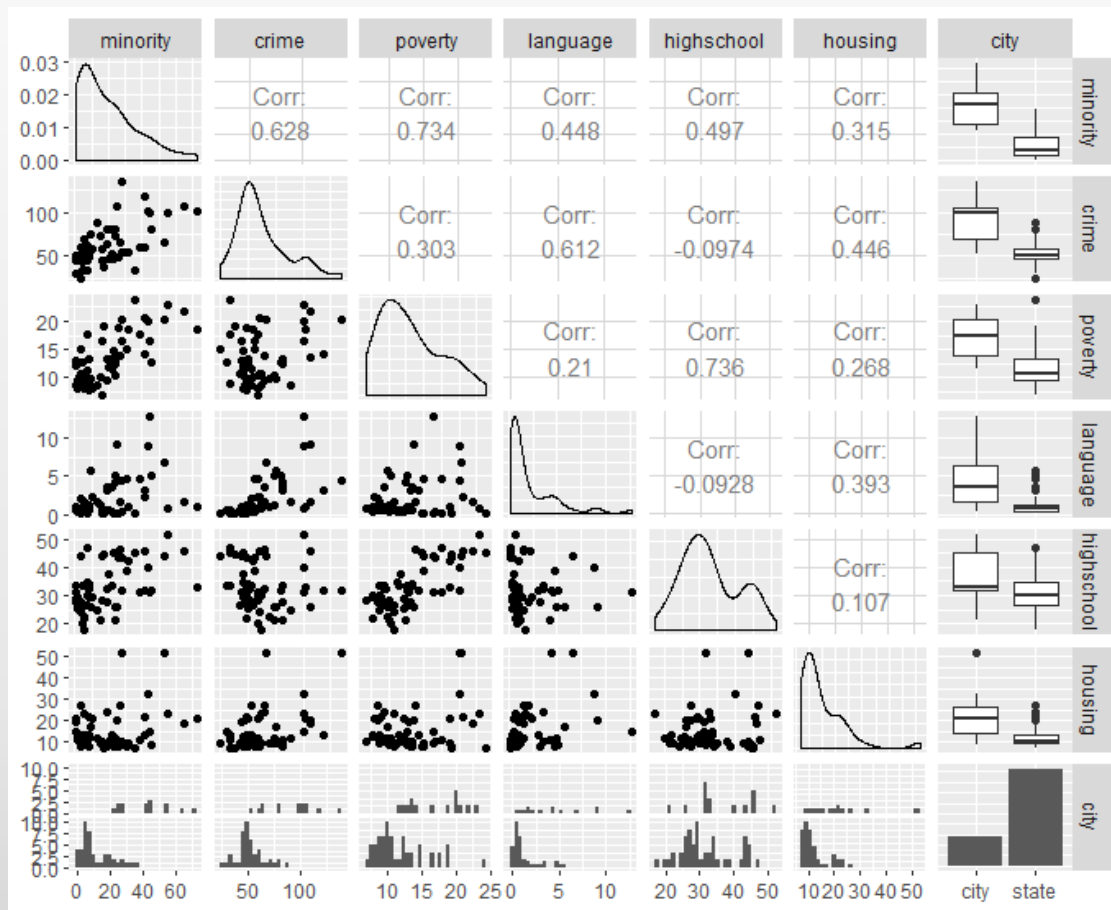 minority crime poverty language highschool housing city
0.03
0.02
0.01
0.00
Corr: Corr: Corr: Corr: Corr:
0.628 0.734 0.448 0.497 0.315
minority
100
50
Corr: Corr: Corr: Corr:
0.303 0.612 -0.0974 0.446
crime
20
15
10
Corr: Corr: Corr:
0.21 0.736 0.268
poverty
10
5
0
Corr: Corr:
-0.0928 0.393
language
50
40
30
20
Corr:
0.107
highschool
50
40
30
20
10
housing
10.0
7.5
5.0
2.5
0.0
10.0
7.5
5.0
2.5
0.0
city
0 20 40 60 50 100 10 15 20 25 0 5 10 20 30 40 50 10 20 30 40 50 city state